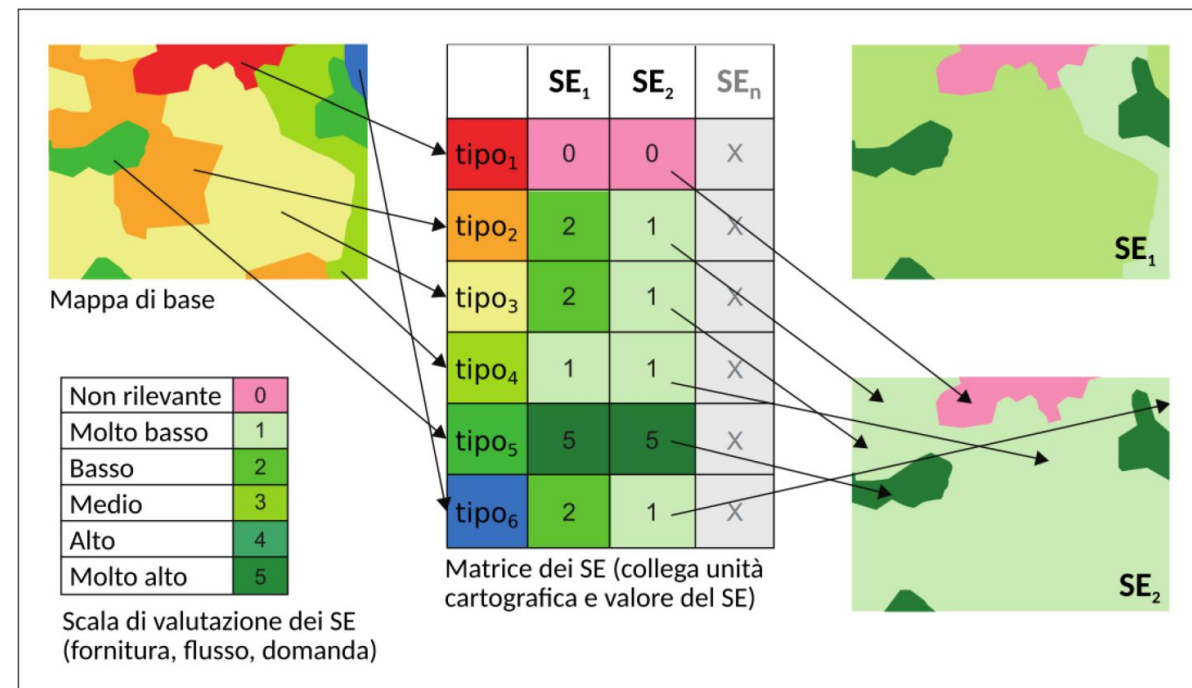 SE₁ SE₂ SEₙ
tipo₁ 0 0 X
tipo₂ 2 1 X
tipo₃ 2 1 X
tipo₄ 1 1 X
tipo₅ 5 5 X
tipo₆ 2 1 X
Mappa di base
Non rilevante 0
Molto basso 1
Basso 2
Medio 3
Alto 4
Molto alto 5
Scala di valutazione dei SE
(fornitura, flusso, domanda)
Matrice dei SE (collega unità
cartografica e valore del SE)
SE₁
SE₂